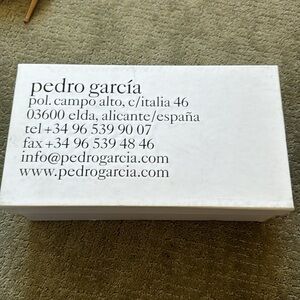 pedro garcía
pol. campo alto, c/italia 46
03600 elda, alicante/españa
tel +34 96 539 90 07
fax +34 96 539 48 46
info@pedrogarcia.com
www.pedrogarcia.com